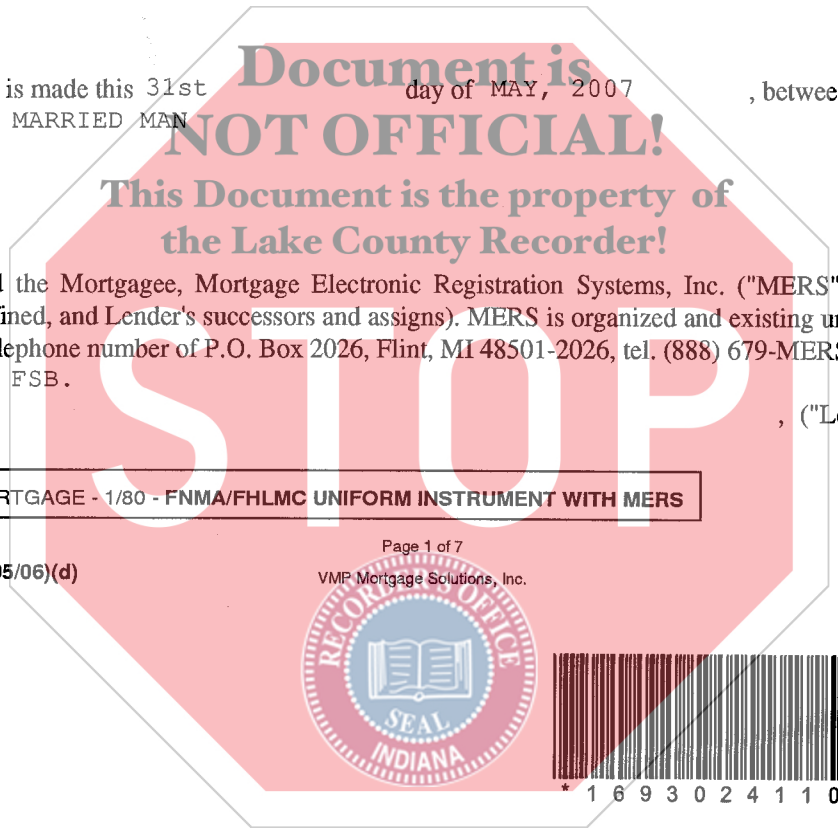 Document is
is made this 31st day of MAY, 2007 , betwee
MARRIED MAN
NOT OFFICIAL!
This Document is the property of
the Lake County Recorder!
the Mortgagee, Mortgage Electronic Registration Systems, Inc. ("MERS"
ined, and Lender's successors and assigns). MERS is organized and existing u
lephone number of P.O. Box 2026, Flint, MI 48501-2026, tel. (888) 679-MERS
FSB.
, ("L
STOP
RTGAGE - 1/80 - FNMA/FHLMC UNIFORM INSTRUMENT WITH MERS
Page 1 of 7
5/06)(d)
VMP Mortgage Solutions, Inc.
RECORDER'S OFFICE
SEAL
INDIANA
* 1 6 9 3 0 2 4 1 1 0